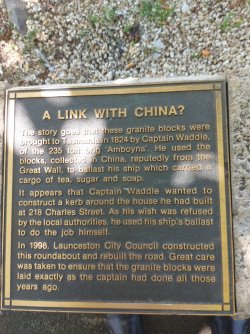 A LINK WITH CHINA?
The story goes that these granite blocks were
brought to Tasmania in 1824 by Captain Waddie,
of the 235 ton brig 'Amboyna'. He used the
blocks, collected in China, reputedly from the
Great Wall, to ballast his ship which carried a
cargo of tea, sugar and soap.
It appears that Captain Waddie wanted to
construct a kerb around the house he had built
at 218 Charles Street. As his wish was refused
by the local authorities, he used his ship's ballast
to do the job himself.
In 1998, Launceston City Council constructed
this roundabout and rebuilt the road. Great care
was taken to ensure that the granite blocks were
laid exactly as the captain had done all those
years ago.